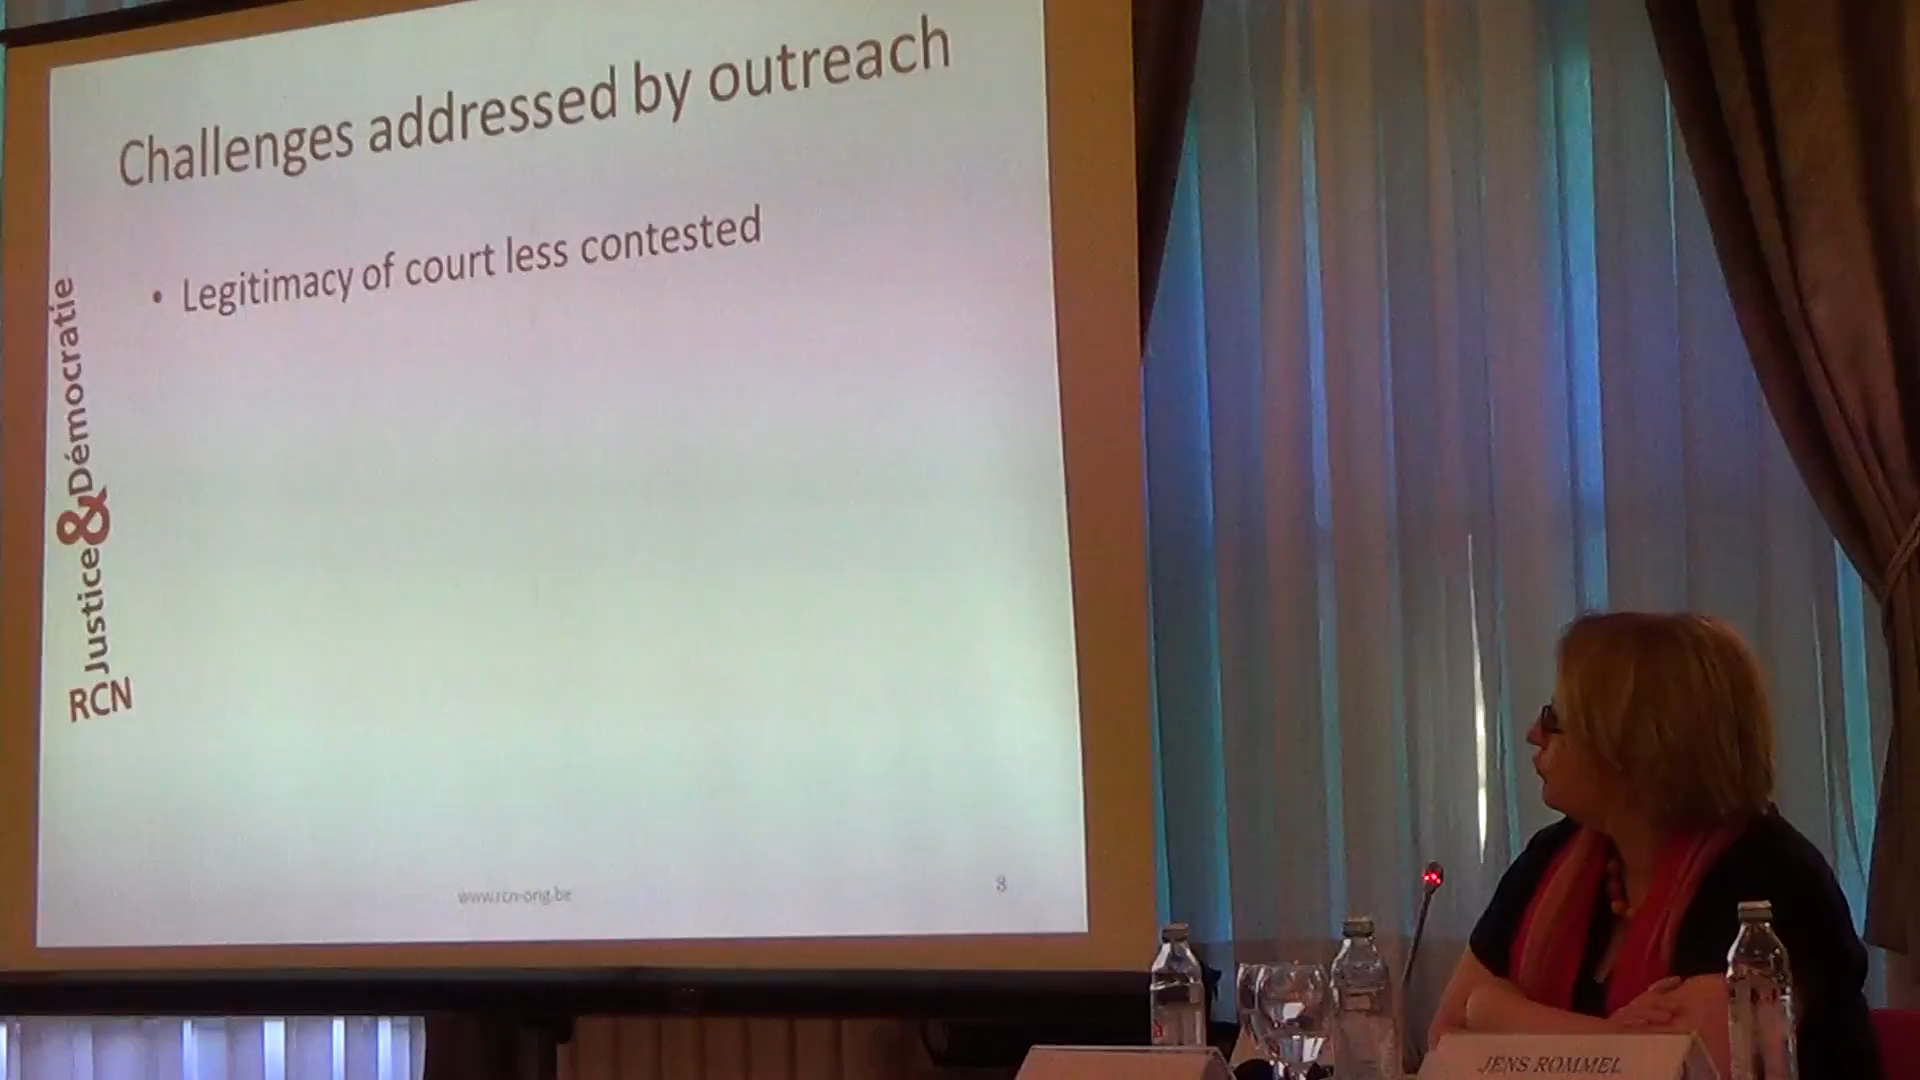 Challenges addressed by outreach
• Legitimacy of court less contested
RCN Justice & Démocratie
www.rcn-ong.be
8
JENS ROMMEL